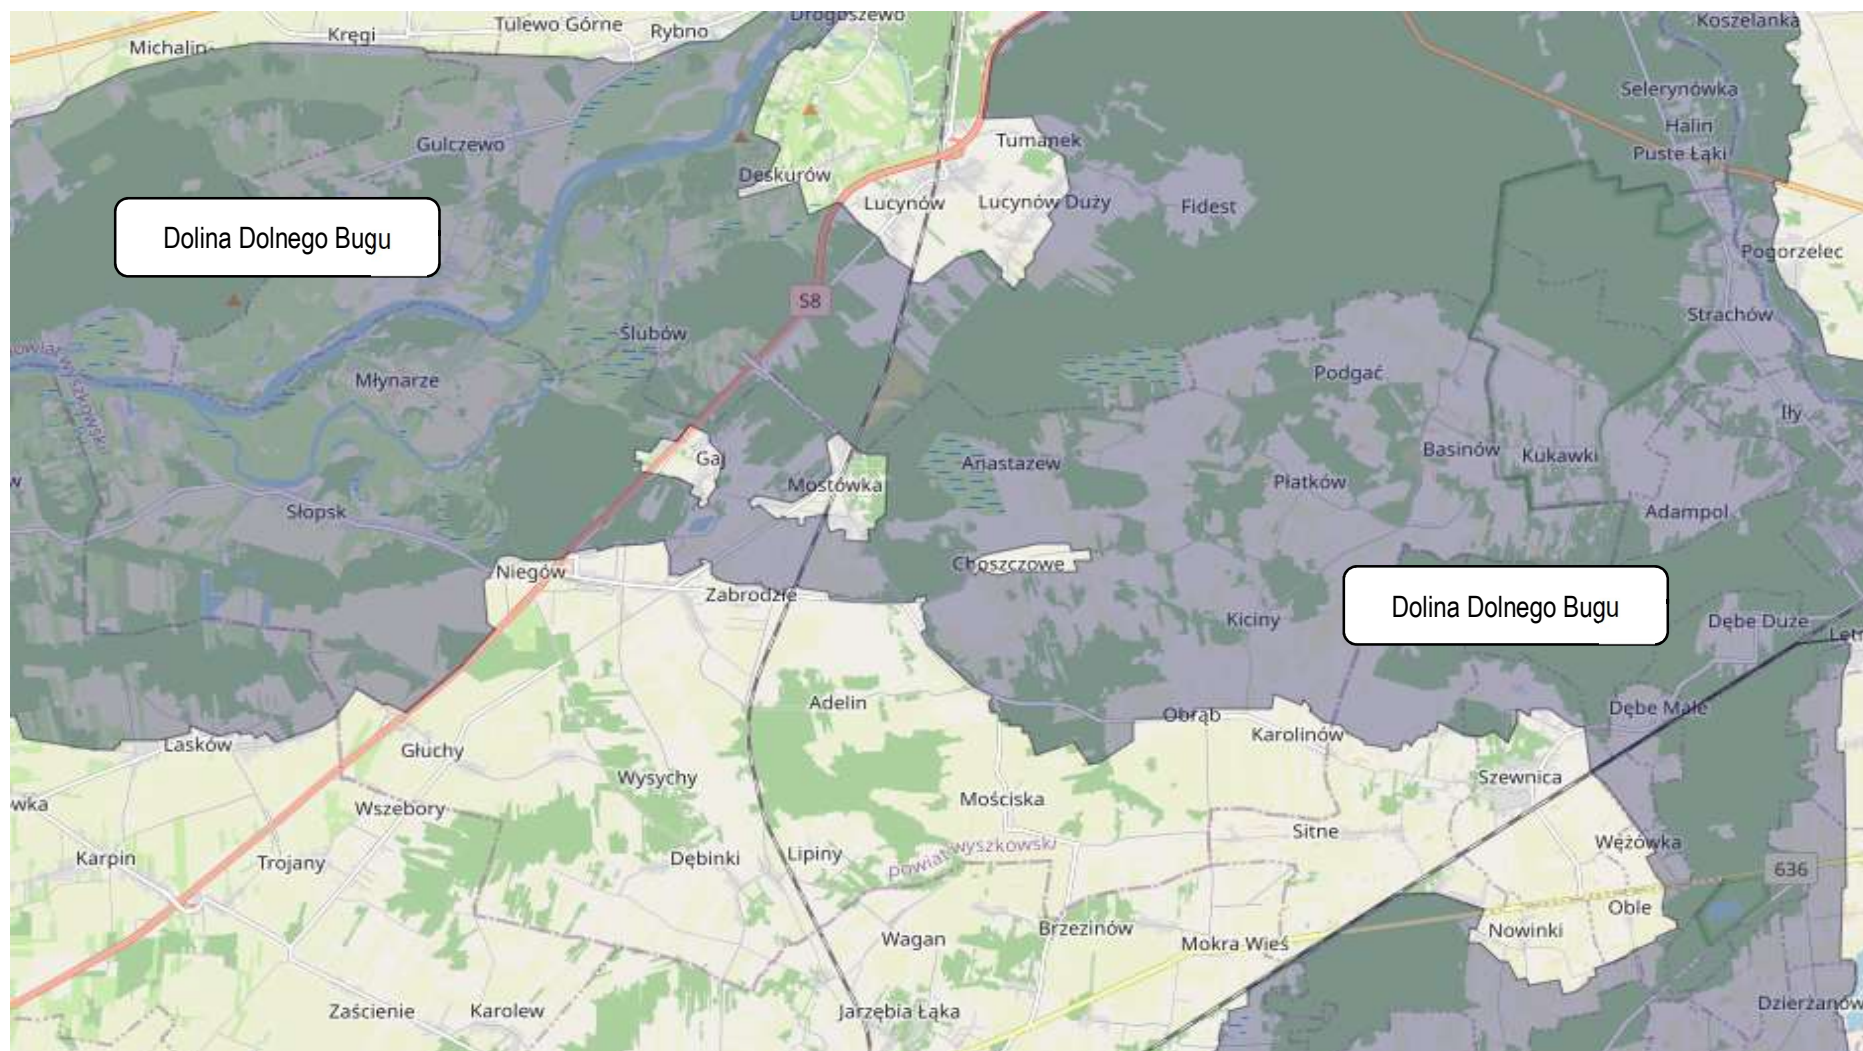 Drogoszewo
Koszelanka
Tulewo Górne
Kręgi
Rybno
Michalin
Selerynówka
Halin
Tumanek
Gulczewo
Puste Łąki
Deskurów
Lucynów
Lucynów Duży
Fidest
Dolina Dolnego Bugu
Pogorzelec
S8
Strachów
Ślubów
powiat wyszkowski
Młynarze
Podgać
Iły
Basinów
Kukawki
Gaj
Anastazew
Mostówka
Płatków
w
Słopsk
Adampol
Choszczowe
Niegów
Zabrodzie
Dolina Dolnego Bugu
Kiciny
Dębe Duże
Letn
Adelin
Obrąb
Dębe Małe
Karolinów
Lasków
Głuchy
Wysychy
Szewnica
wka
Wszebory
Mościska
Sitne
Wężówka
powiat wyszkowski
Karpin
Trojany
Dębinki
Lipiny
636
Oble
Brzezinów
Nowinki
Wagan
Mokra Wieś
Zaścienie
Karolew
Jarzębia Łąka
Dzierżanów